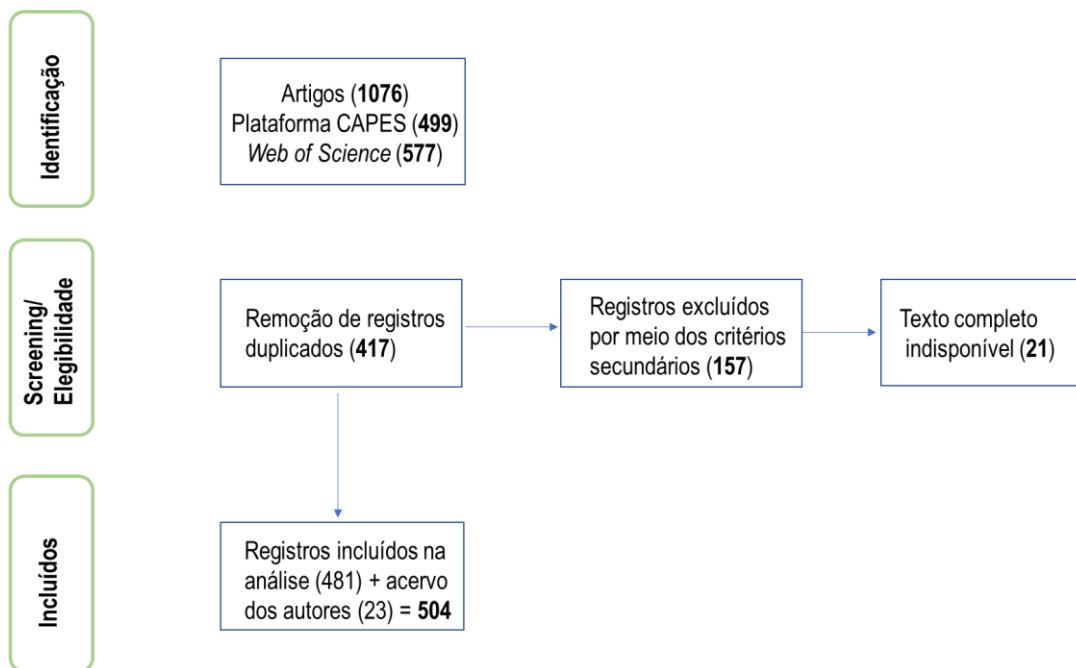 Identificação
Artigos (1076)
Plataforma CAPES (499)
Web of Science (577)
Screening/
Elegibilidade
Remoção de registros
duplicados (417)
Registros excluídos
por meio dos critérios
secundários (157)
Texto completo
indisponível (21)
Incluídos
Registros incluídos na
análise (481) + acervo
dos autores (23) = 504